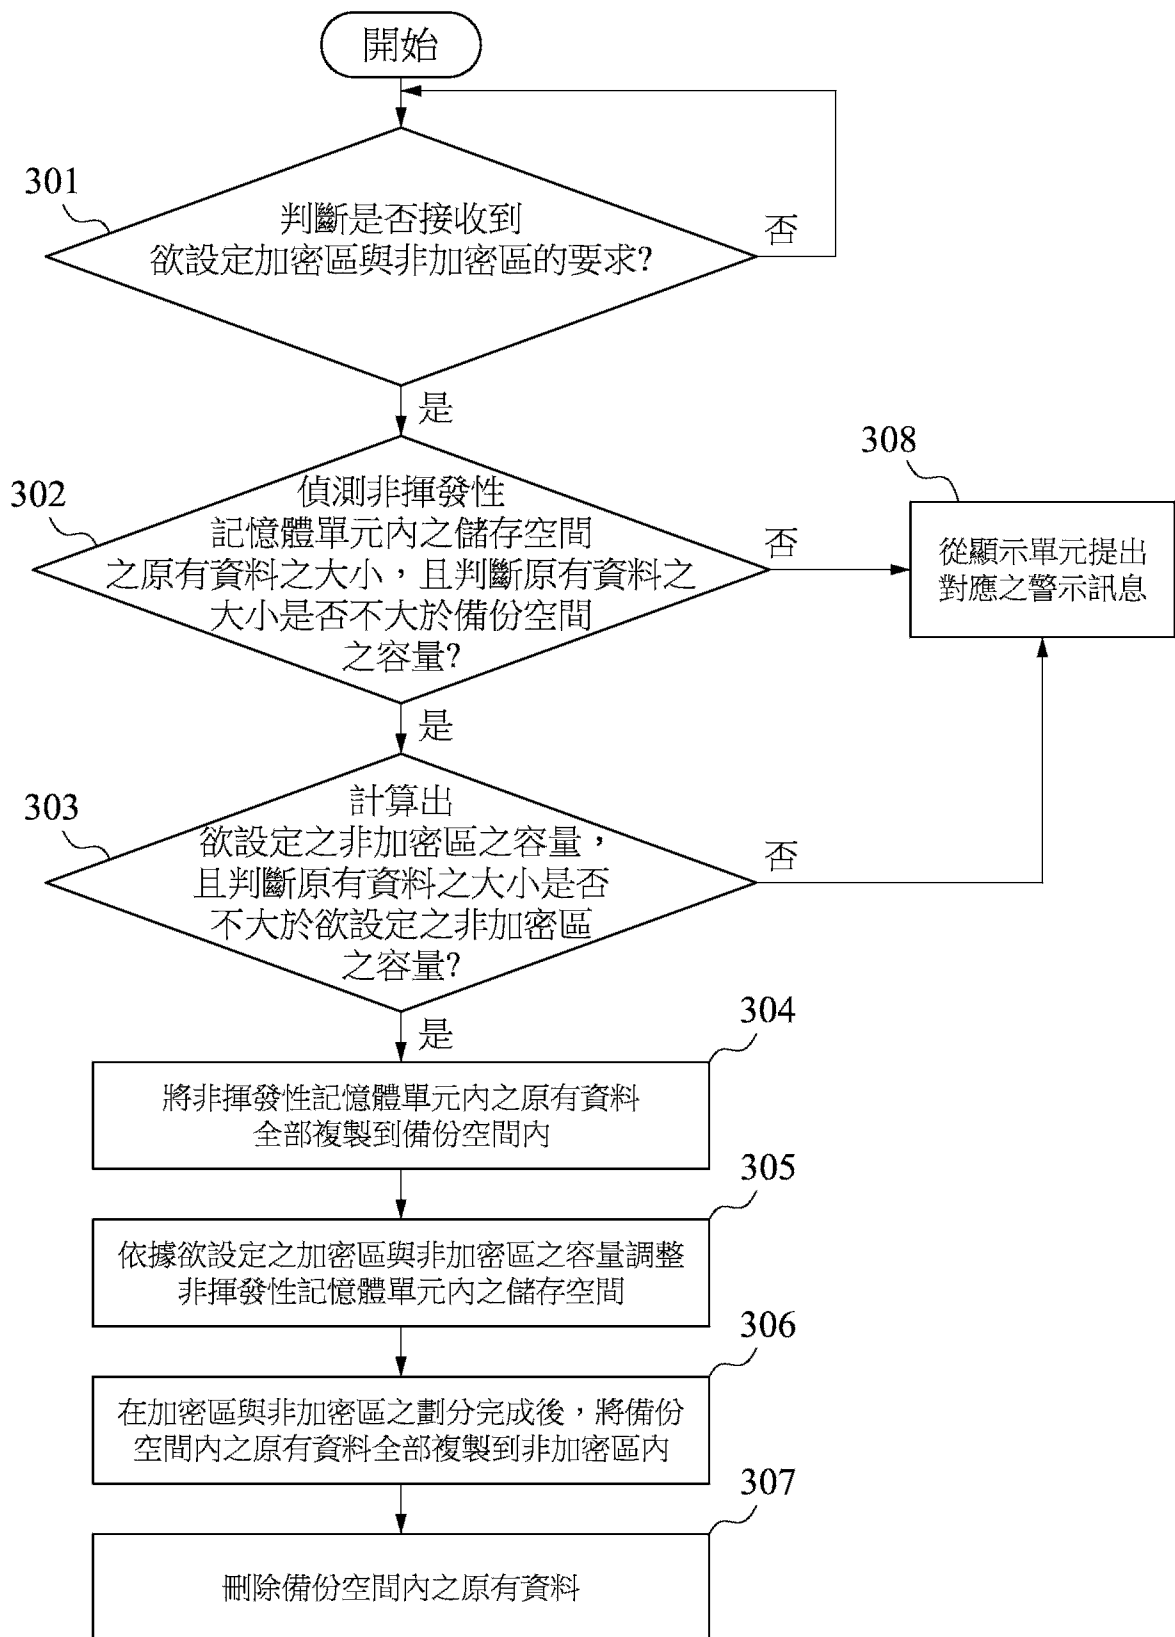 開始
301
判斷是否接收到
欲設定加密區與非加密區的要求?
否
是
302
偵測非揮發性
記憶體單元內之儲存空間
之原有資料之大小，且判斷原有資料之
大小是否不大於備份空間
之容量?
否
308
從顯示單元提出
對應之警示訊息
是
303
計算出
欲設定之非加密區之容量，
且判斷原有資料之大小是否
不大於欲設定之非加密區
之容量?
否
是
304
將非揮發性記憶體單元內之原有資料
全部複製到備份空間內
305
依據欲設定之加密區與非加密區之容量調整
非揮發性記憶體單元內之儲存空間
306
在加密區與非加密區之劃分完成後，將備份
空間內之原有資料全部複製到非加密區內
307
刪除備份空間內之原有資料